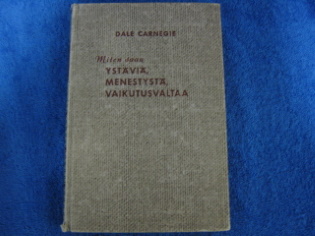 DALE CARNEGIE
Miten saan
YSTÄVIÄ,
MENESTYSTÄ,
VAIKUTUSVALTAA